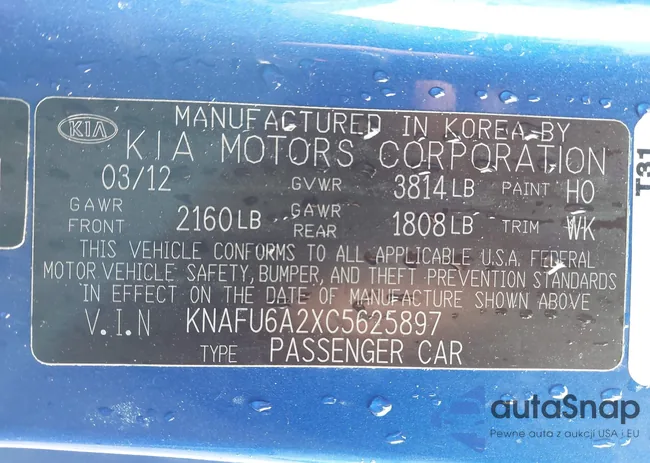 MANUFACTURED IN KOREA BY
KIA
KIA MOTORS CORPORATION
03/12 GVWR 3814 LB PAINT HO
GAWR FRONT 2160 LB GAWR REAR 1808 LB TRIM WK
THIS VEHICLE CONFORMS TO ALL APPLICABLE U.S.A. FEDERAL
MOTOR VEHICLE SAFETY, BUMPER, AND THEFT PREVENTION STANDARDS
IN EFFECT ON THE DATE OF MANUFACTURE SHOWN ABOVE
V.I.N KNAFU6A2XC5625897
TYPE PASSENGER CAR
T31
autaSnap
Pewne auta z aukcji USA i EU